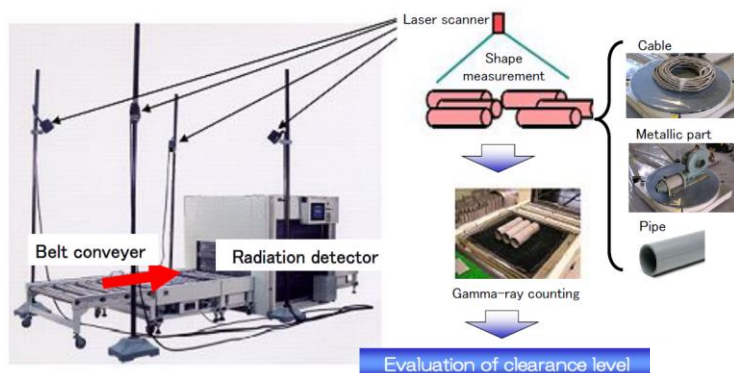 Laser scanner
Shape
measurement
Cable
Metallic part
Pipe
Belt conveyer
Radiation detector
Gamma-ray counting
Evaluation of clearance level